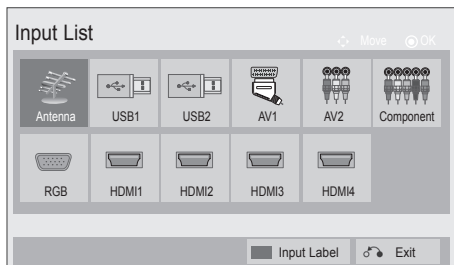 Input List
Move OK
Antenna USB1 USB2 AV1 AV2 Component
RGB HDMI1 HDMI2 HDMI3 HDMI4
Input Label Exit